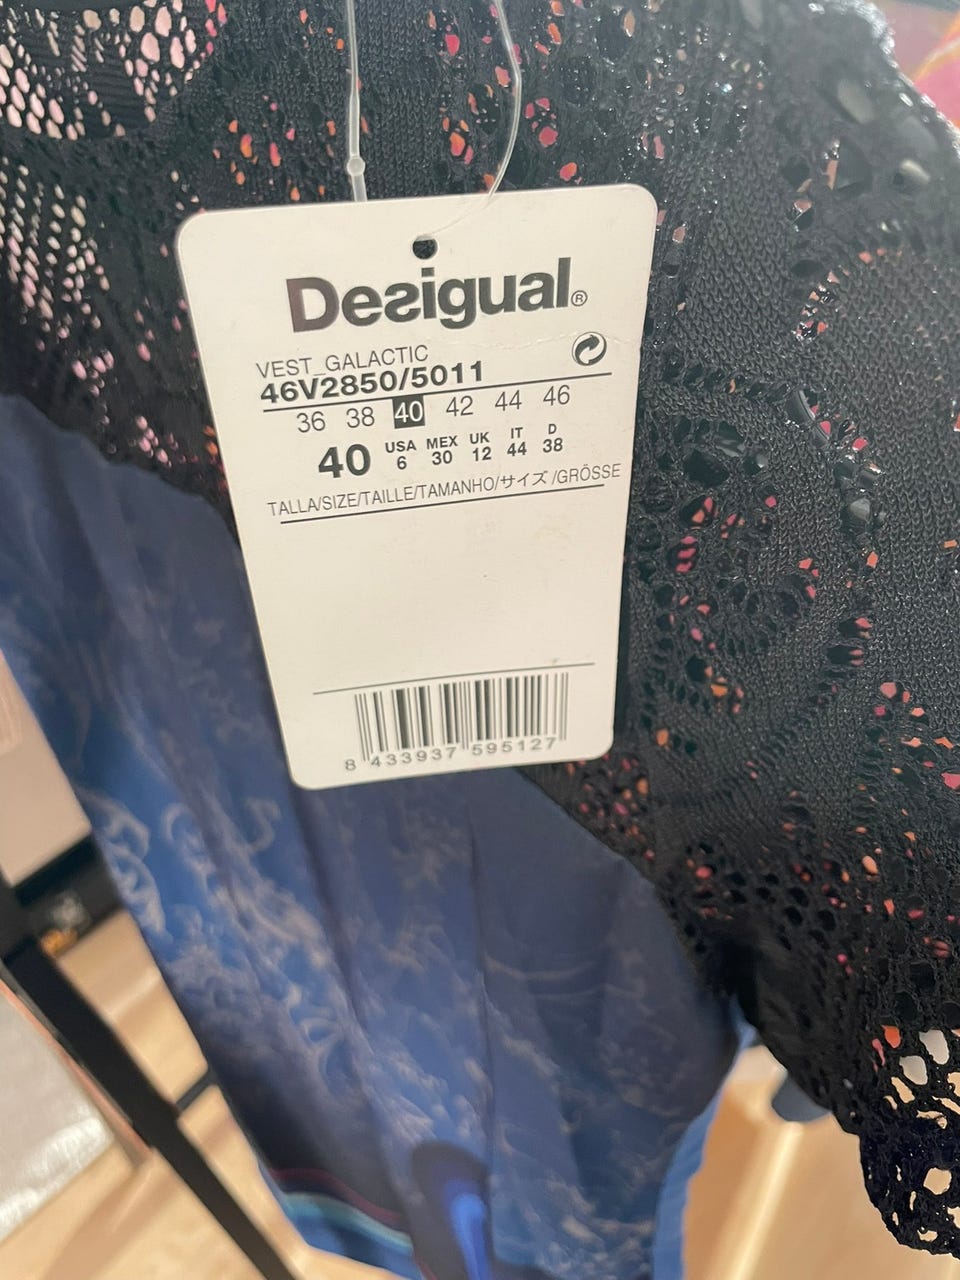 Desigual®
VEST_GALACTIC
46V2850/5011
36 38 40 42 44 46
40 USA 6 MEX 30 UK 12 IT 44 D 38
TALLA/SIZE/TAILLE/TAMANHO/サイズ/GRÖSSE
8 433937 595127